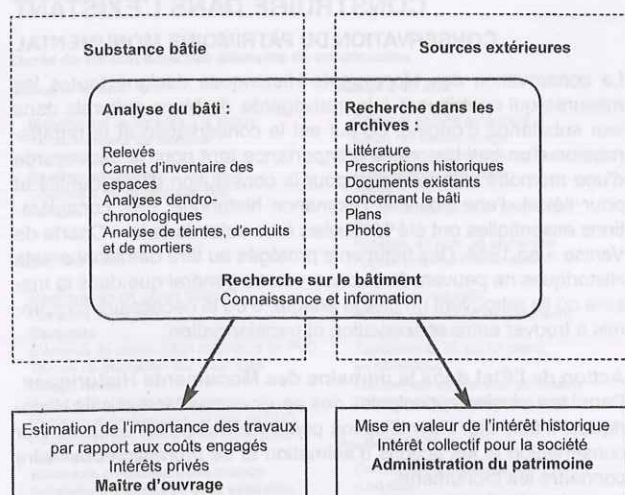 Substance bâtie
Sources extérieures
Analyse du bâti :
Relevés
Carnet d'inventaire des
espaces
Analyses dendro-
chronologiques
Analyse de teintes, d'enduits
et de mortiers
Recherche dans les
archives :
Littérature
Prescriptions historiques
Documents existants
concernant le bâti
Plans
Photos
Recherche sur le bâtiment
Connaissance et information
Estimation de l'importance des travaux
par rapport aux coûts engagés
Intérêts privés
Maître d'ouvrage
Mise en valeur de l'intérêt historique
Intérêt collectif pour la société
Administration du patrimoine